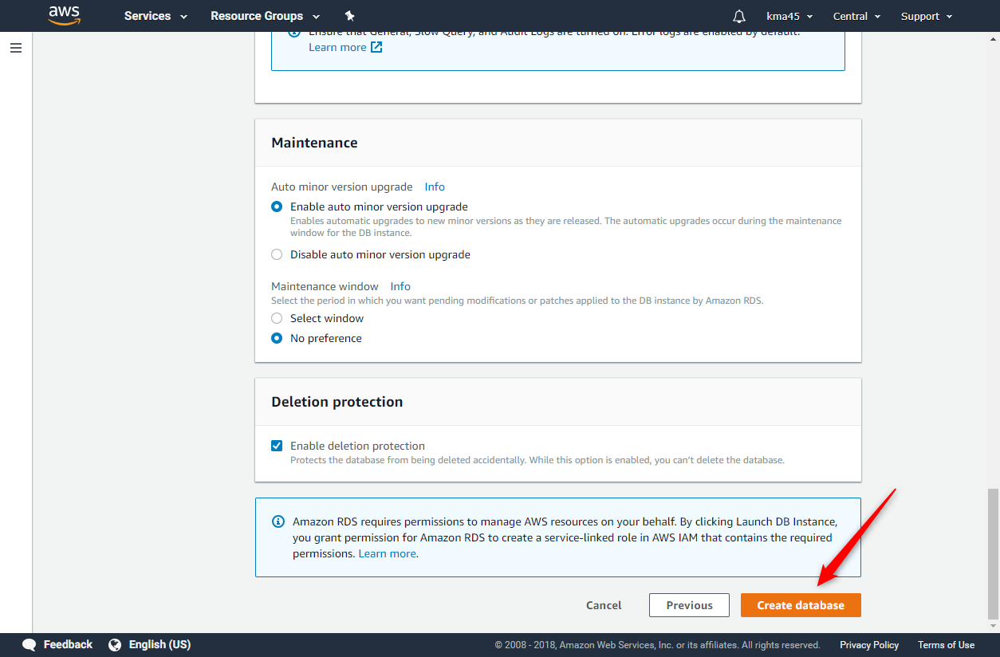 aws
Services
Resource Groups
kma45
Central
Support
Ensure that General, Slow Query, and Audit Logs are turned on. Error logs are enabled by default.
Learn more
Maintenance
Auto minor version upgrade Info
Enable auto minor version upgrade
Enables automatic upgrades to new minor versions as they are released. The automatic upgrades occur during the maintenance
window for the DB instance.
Disable auto minor version upgrade
Maintenance window Info
Select the period in which you want pending modifications or patches applied to the DB instance by Amazon RDS.
Select window
No preference
Deletion protection
Enable deletion protection
Protects the database from being deleted accidentally. While this option is enabled, you can't delete the database.
Amazon RDS requires permissions to manage AWS resources on your behalf. By clicking Launch DB Instance,
you grant permission for Amazon RDS to create a service-linked role in AWS IAM that contains the required
permissions. Learn more.
Cancel
Previous
Create database
Feedback
English (US)
© 2008 - 2018, Amazon Web Services, Inc. or its affiliates. All rights reserved.
Privacy Policy
Terms of Use